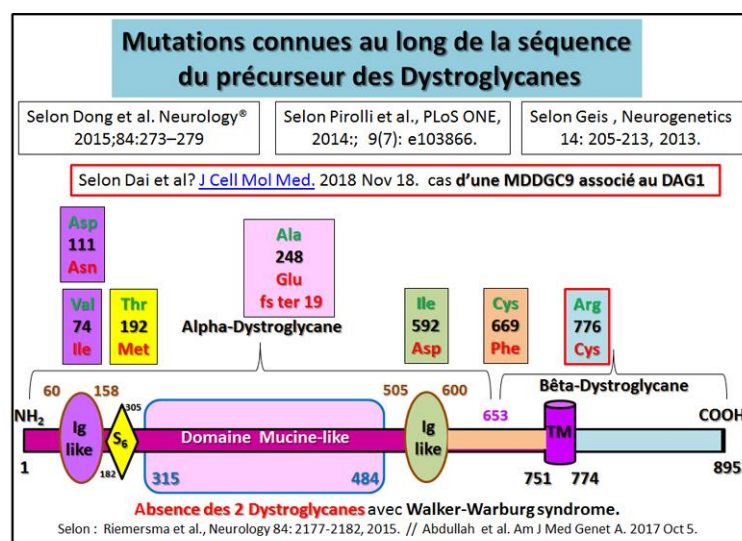 Mutations connues au long de la séquence
du précurseur des Dystroglycanes
Selon Dong et al. Neurology®
2015;84:273–279
Selon Pirolli et al., PLoS ONE,
2014:; 9(7): e103866.
Selon Geis , Neurogenetics
14: 205-213, 2013.
Selon Dai et al? J Cell Mol Med. 2018 Nov 18. cas d'une MDDGC9 associé au DAG1
Asp
111
Asn
Val
74
Ile
Thr
192
Met
Ala
248
Glu
fs ter 19
Ile
592
Asp
Cys
669
Phe
Arg
776
Cys
Alpha-Dystroglycane
Bêta-Dystroglycane
60
158
305
505
600
653
NH2
COOH
Ig
like
S6
Domaine Mucine-like
Ig
like
TM
1
182
315
484
751
774
895
Absence des 2 Dystroglycanes avec Walker-Warburg syndrome.
Selon : Riemersma et al., Neurology 84: 2177-2182, 2015. // Abdullah et al. Am J Med Genet A. 2017 Oct 5.